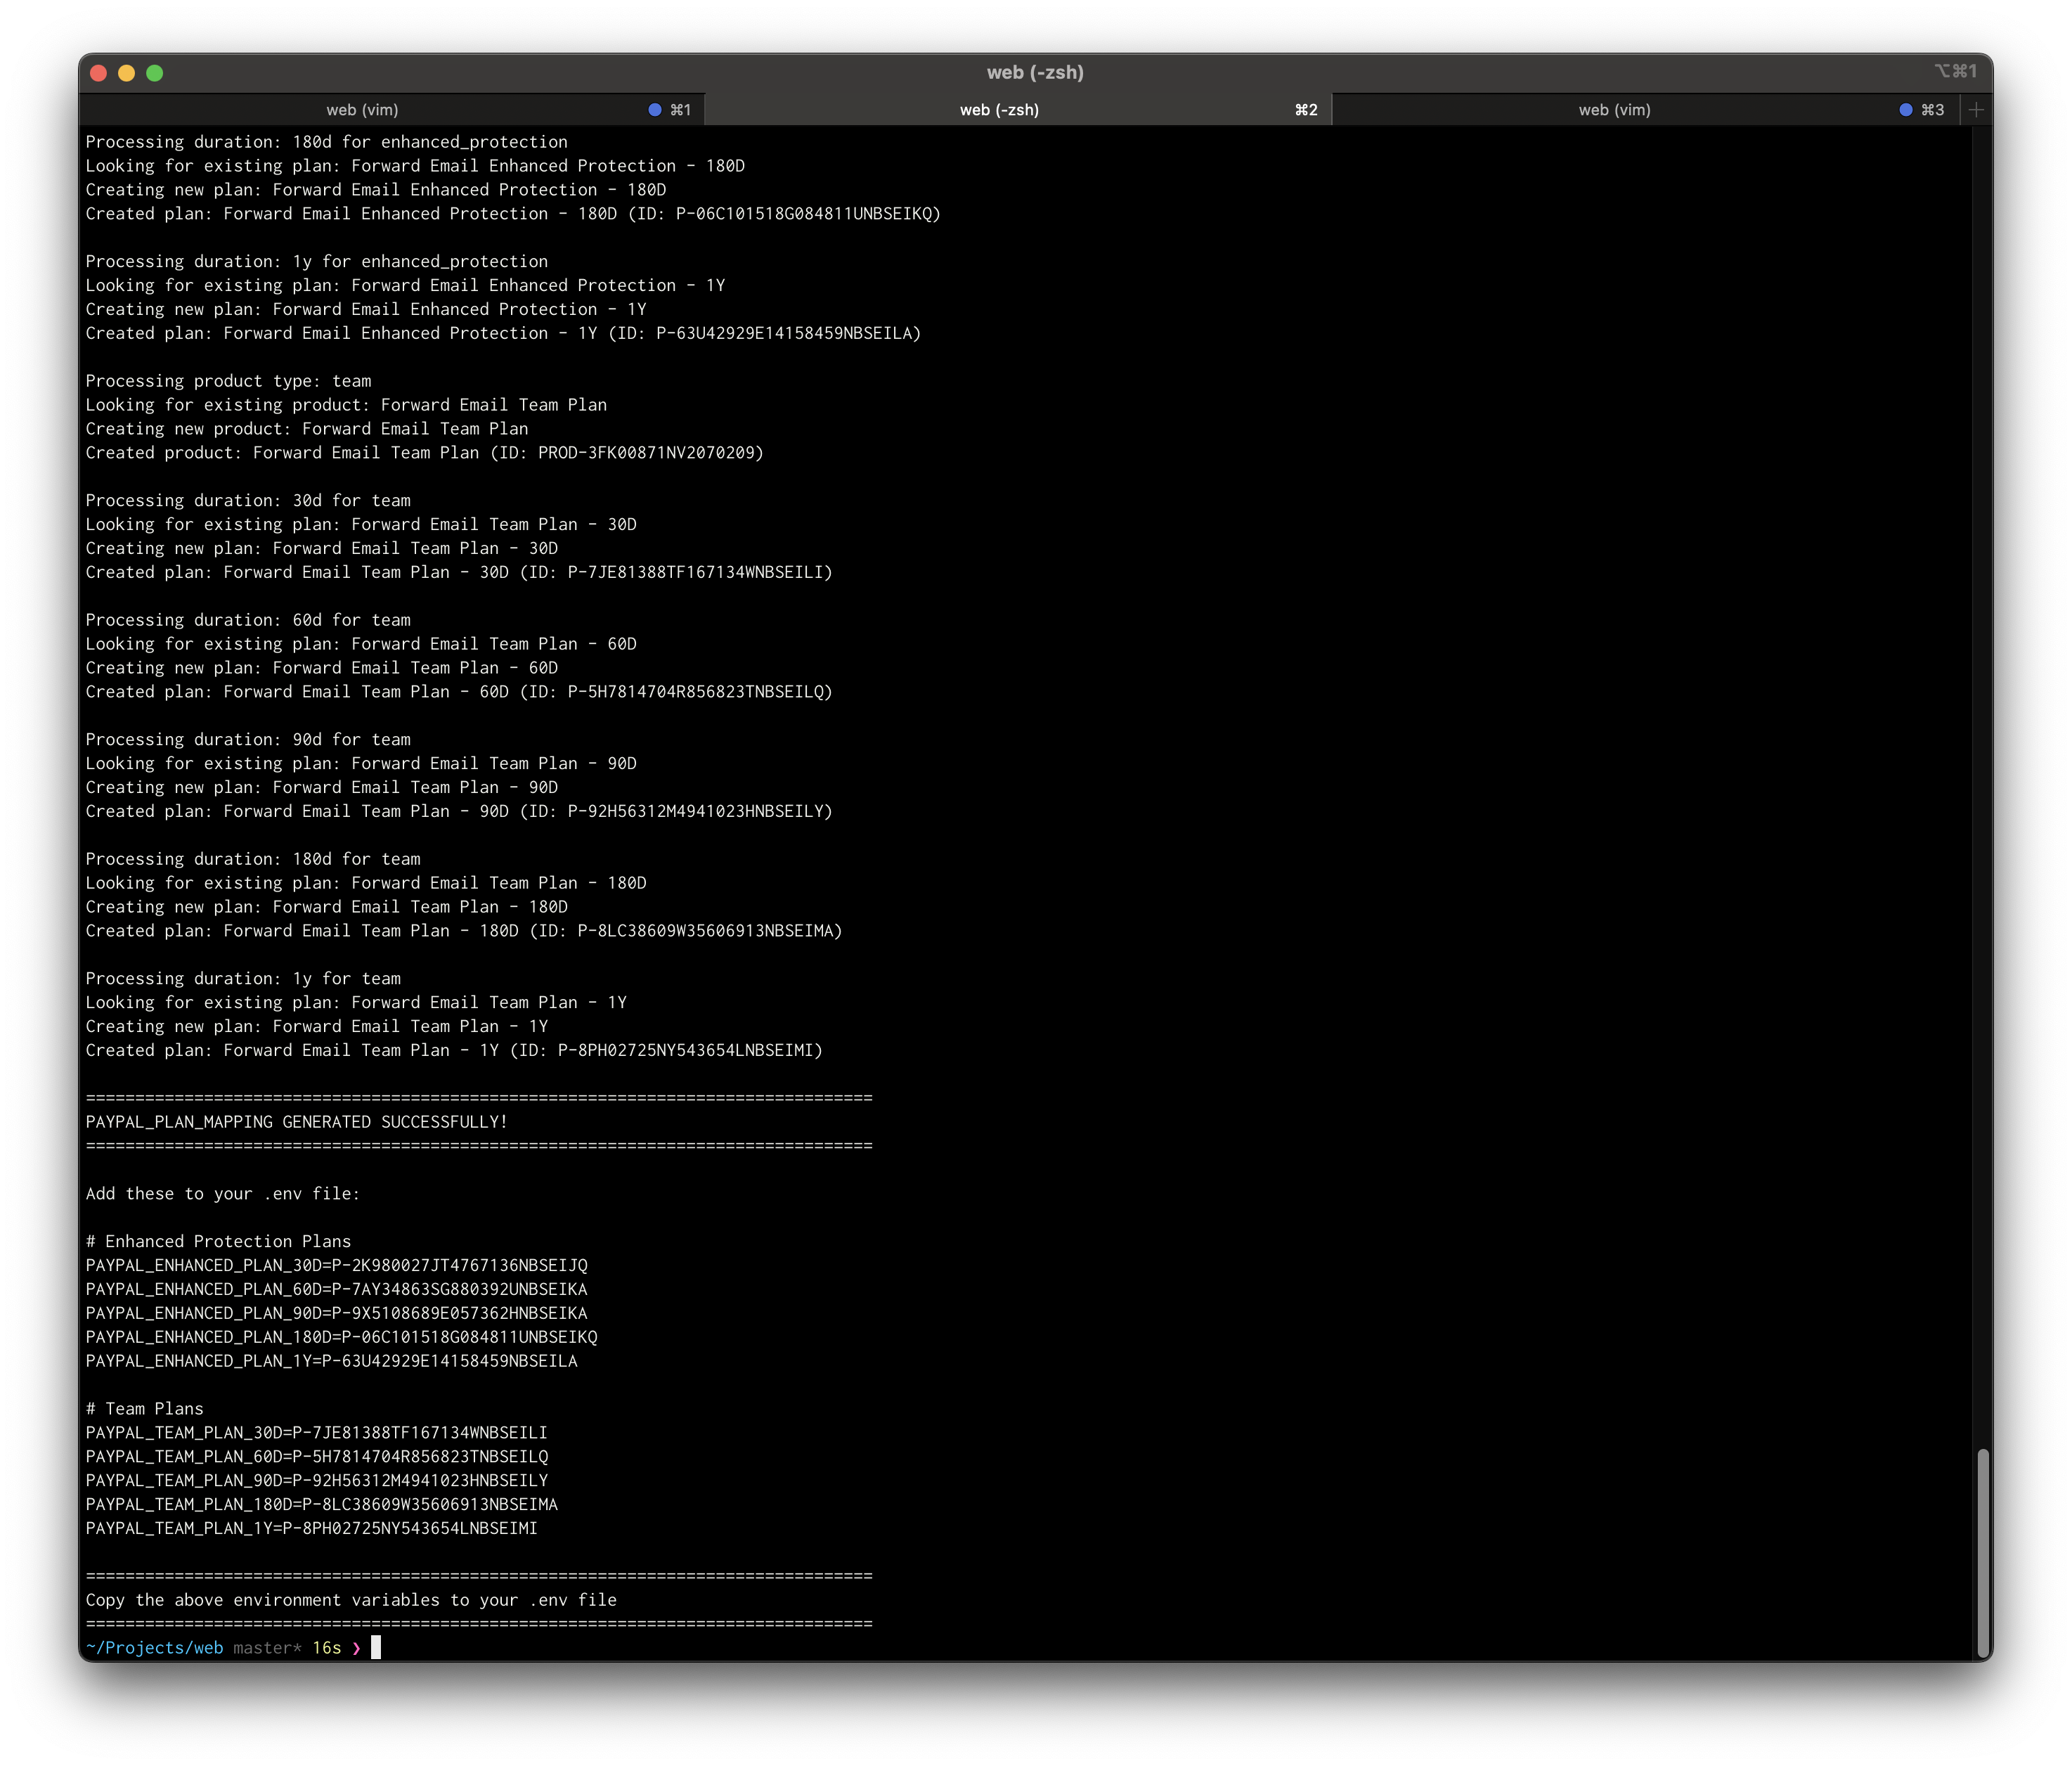 web (-zsh)
⌥⌘1
web (vim) ⌘1
web (-zsh) ⌘2
web (vim) ⌘3
Processing duration: 180d for enhanced_protection
Looking for existing plan: Forward Email Enhanced Protection - 180D
Creating new plan: Forward Email Enhanced Protection - 180D
Created plan: Forward Email Enhanced Protection - 180D (ID: P-06C101518G084811UNBSEIKQ)
Processing duration: 1y for enhanced_protection
Looking for existing plan: Forward Email Enhanced Protection - 1Y
Creating new plan: Forward Email Enhanced Protection - 1Y
Created plan: Forward Email Enhanced Protection - 1Y (ID: P-63U42929E14158459NBSEILA)
Processing product type: team
Looking for existing product: Forward Email Team Plan
Creating new product: Forward Email Team Plan
Created product: Forward Email Team Plan (ID: PROD-3FK00871NV2070209)
Processing duration: 30d for team
Looking for existing plan: Forward Email Team Plan - 30D
Creating new plan: Forward Email Team Plan - 30D
Created plan: Forward Email Team Plan - 30D (ID: P-7JE81388TF167134WNBSEILI)
Processing duration: 60d for team
Looking for existing plan: Forward Email Team Plan - 60D
Creating new plan: Forward Email Team Plan - 60D
Created plan: Forward Email Team Plan - 60D (ID: P-5H7814704R856823TNBSEILQ)
Processing duration: 90d for team
Looking for existing plan: Forward Email Team Plan - 90D
Creating new plan: Forward Email Team Plan - 90D
Created plan: Forward Email Team Plan - 90D (ID: P-92H56312M4941023HNBSEILY)
Processing duration: 180d for team
Looking for existing plan: Forward Email Team Plan - 180D
Creating new plan: Forward Email Team Plan - 180D
Created plan: Forward Email Team Plan - 180D (ID: P-8LC38609W35606913NBSEIMA)
Processing duration: 1y for team
Looking for existing plan: Forward Email Team Plan - 1Y
Creating new plan: Forward Email Team Plan - 1Y
Created plan: Forward Email Team Plan - 1Y (ID: P-8PH02725NY543654LNBSEIMI)
================================================================================
PAYPAL_PLAN_MAPPING GENERATED SUCCESSFULLY!
================================================================================
Add these to your .env file:
# Enhanced Protection Plans
PAYPAL_ENHANCED_PLAN_30D=P-2K980027JT4767136NBSEIJQ
PAYPAL_ENHANCED_PLAN_60D=P-7AY34863SG880392UNBSEIKA
PAYPAL_ENHANCED_PLAN_90D=P-9X5108689E057362HNBSEIKA
PAYPAL_ENHANCED_PLAN_180D=P-06C101518G084811UNBSEIKQ
PAYPAL_ENHANCED_PLAN_1Y=P-63U42929E14158459NBSEILA
# Team Plans
PAYPAL_TEAM_PLAN_30D=P-7JE81388TF167134WNBSEILI
PAYPAL_TEAM_PLAN_60D=P-5H7814704R856823TNBSEILQ
PAYPAL_TEAM_PLAN_90D=P-92H56312M4941023HNBSEILY
PAYPAL_TEAM_PLAN_180D=P-8LC38609W35606913NBSEIMA
PAYPAL_TEAM_PLAN_1Y=P-8PH02725NY543654LNBSEIMI
================================================================================
Copy the above environment variables to your .env file
================================================================================
~/Projects/web master* 16s ❯